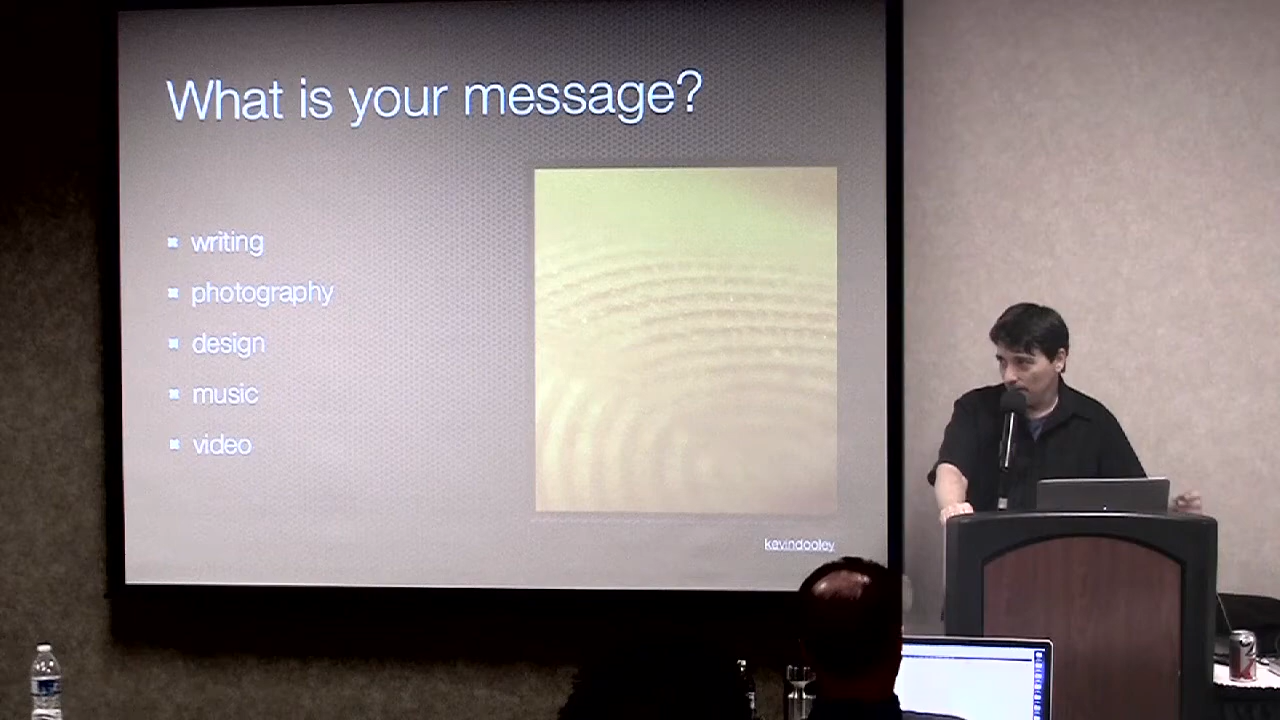 What is your message?
writing
photography
design
music
video
kevindooley